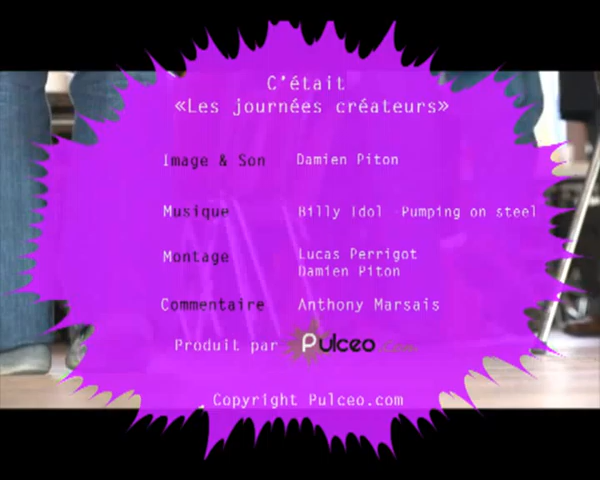 C'était
«Les journées créateurs»
Image & Son Damien Piton
Musique Billy Idol -Pumping on steel
Montage Lucas Perrigot
Damien Piton
Commentaire Anthony Marsais
Produit par Pulceo .com
Copyright Pulceo.com